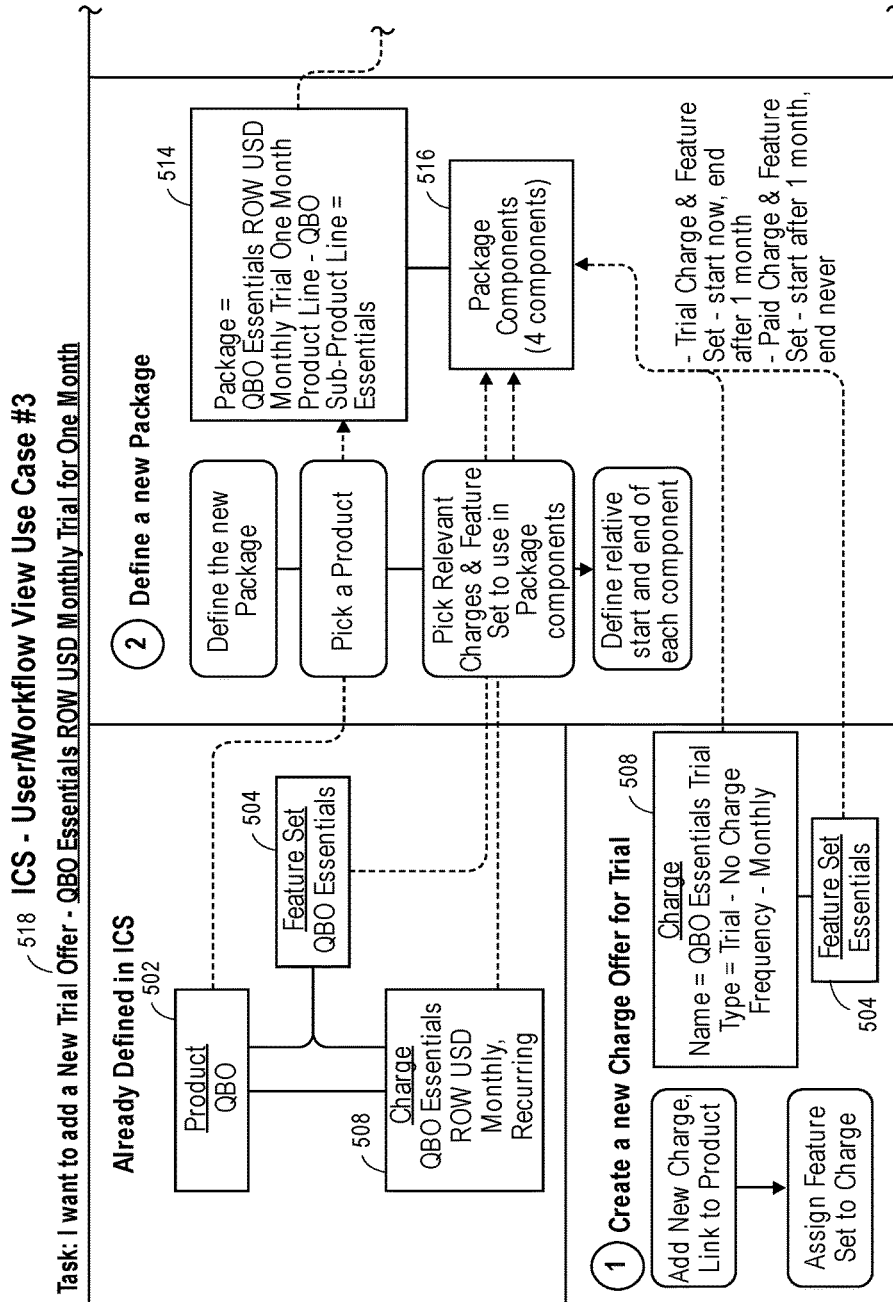 518
ICS - User/Workflow View Use Case #3
Task: I want to add a New Trial Offer - QBO Essentials ROW USD Monthly Trial for One Month
Already Defined in ICS
502
Product
QBO
504
Feature Set
QBO Essentials
508
Charge
QBO Essentials
ROW USD
Monthly,
Recurring
1 Create a new Charge Offer for Trial
Add New Charge,
Link to Product
Assign Feature
Set to Charge
508
Charge
Name = QBO Essentials Trial
Type = Trial - No Charge
Frequency - Monthly
504
Feature Set
Essentials
2 Define a new Package
Define the new
Package
Pick a Product
Pick Relevant
Charges & Feature
Set to use in
Package
components
Define relative
start and end of
each component
514
Package =
QBO Essentials ROW USD
Monthly Trial One Month
Product Line - QBO
Sub-Product Line =
Essentials
516
Package
Components
(4 components)
- Trial Charge & Feature
Set - start now, end
after 1 month
- Paid Charge & Feature
Set - start after 1 month,
end never